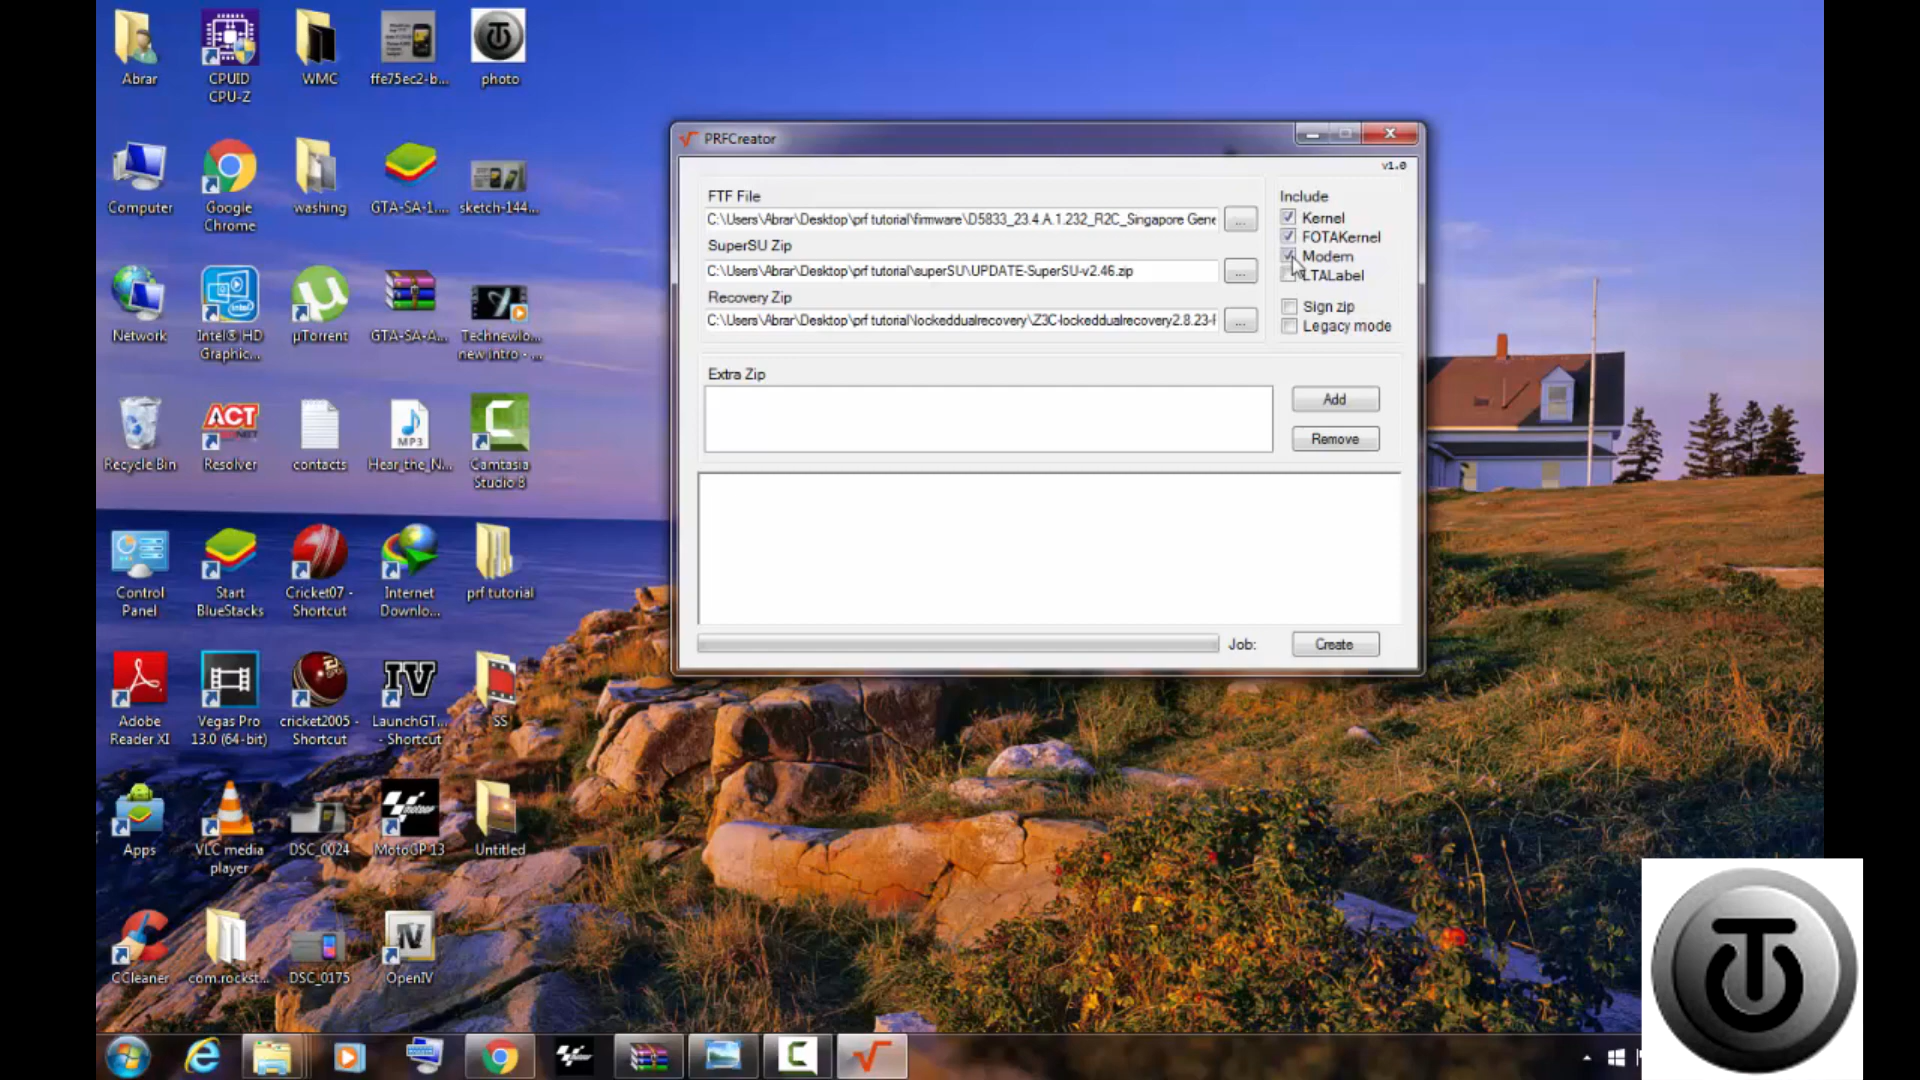 Abrar
CPUID
CPU-Z
WMC
ffe75ec2-b...
photo
Computer
Google
Chrome
washing
GTA-SA-1....
sketch-144...
Network
Intel® HD
Graphic...
µTorrent
GTA-SA-A...
Technewlo...
new intro - ...
Recycle Bin
ACT
Resolver
contacts
MP3
Hear_the_N...
Camtasia
Studio 8
Control
Panel
Start
BlueStacks
Cricket07 -
Shortcut
Internet
Downlo...
prf tutorial
Adobe
Reader XI
Vegas Pro
13.0 (64-bit)
cricket2005 -
Shortcut
IV
LaunchGT...
- Shortcut
SS
Apps
VLC media
player
DSC_0024
MotoGP 13
Untitled
CCleaner
com.rockst...
DSC_0175
IV
OpenIV
PRFCreator
v1.0
FTF File
C:\Users\Abrar\Desktop\prf tutorial\firmware\D5833_23.4.A.1.232_R2C_Singapore Gene
...
SuperSU Zip
C:\Users\Abrar\Desktop\prf tutorial\superSU\UPDATE-SuperSU-v2.46.zip
...
Recovery Zip
C:\Users\Abrar\Desktop\prf tutorial\lockeddualrecovery\Z3C-lockeddualrecovery2.8.23-
...
Include
Kernel
FOTAKernel
Modem
LTALabel
Sign zip
Legacy mode
Extra Zip
Add
Remove
Job:
Create